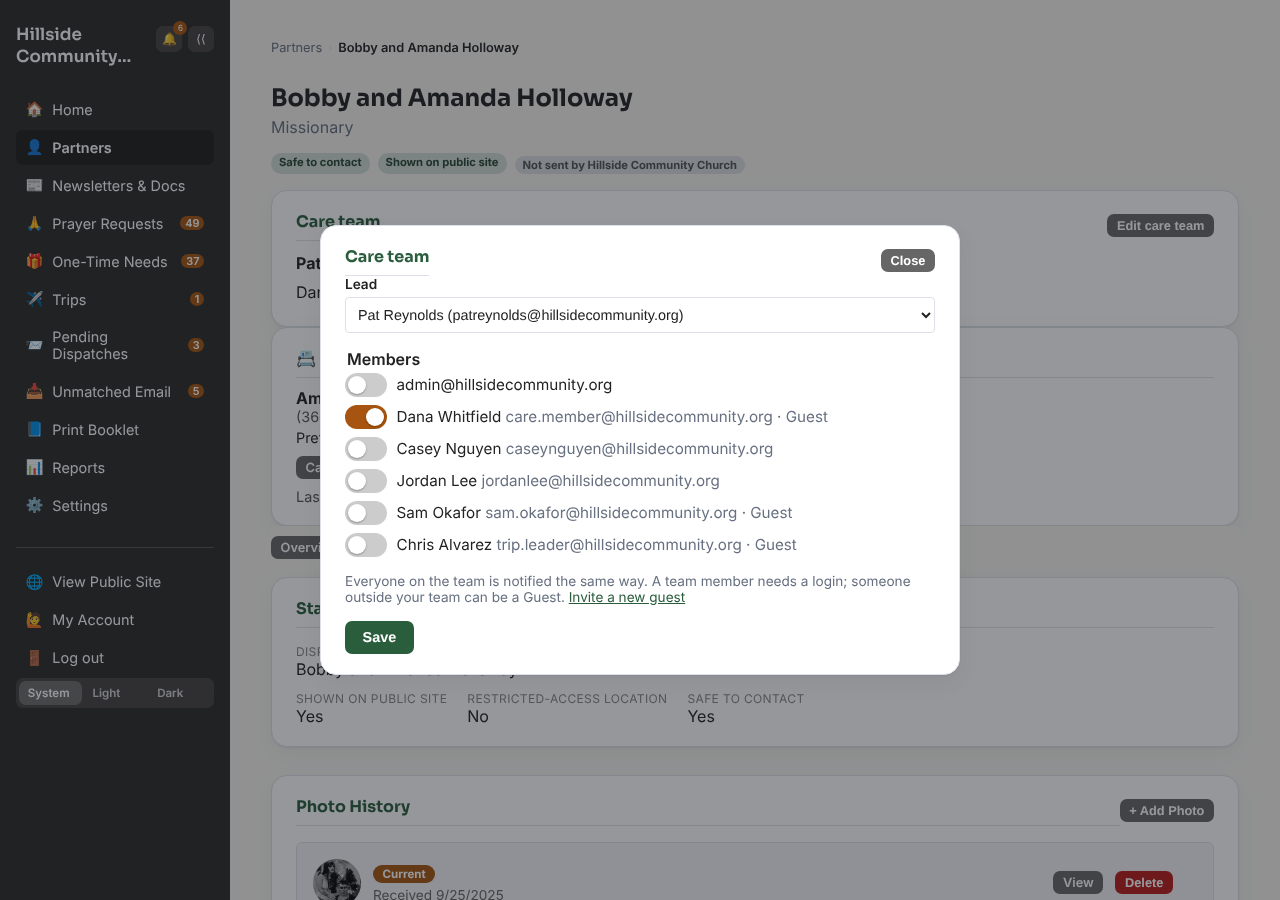 Hillside
Community...
6
⟨⟨
Home
Partners
Newsletters & Docs
Prayer Requests 49
One-Time Needs 37
Trips 1
Pending
Dispatches 3
Unmatched Email 5
Print Booklet
Reports
Settings
View Public Site
My Account
Log out
System Light Dark
Partners Bobby and Amanda Holloway
Bobby and Amanda Holloway
Missionary
Safe to contact Shown on public site Not sent by Hillside Community Church
Care team
Edit care team
Care team
Close
Lead
Pat Reynolds (patreynolds@hillsidecommunity.org)
Members
admin@hillsidecommunity.org
Dana Whitfield care.member@hillsidecommunity.org · Guest
Casey Nguyen caseynguyen@hillsidecommunity.org
Jordan Lee jordanlee@hillsidecommunity.org
Sam Okafor sam.okafor@hillsidecommunity.org · Guest
Chris Alvarez trip.leader@hillsidecommunity.org · Guest
Everyone on the team is notified the same way. A team member needs a login; someone
outside your team can be a Guest. Invite a new guest
Save
SHOWN ON PUBLIC SITE RESTRICTED-ACCESS LOCATION SAFE TO CONTACT
Yes No Yes
Photo History
+ Add Photo
Current
Received 9/25/2025
View Delete